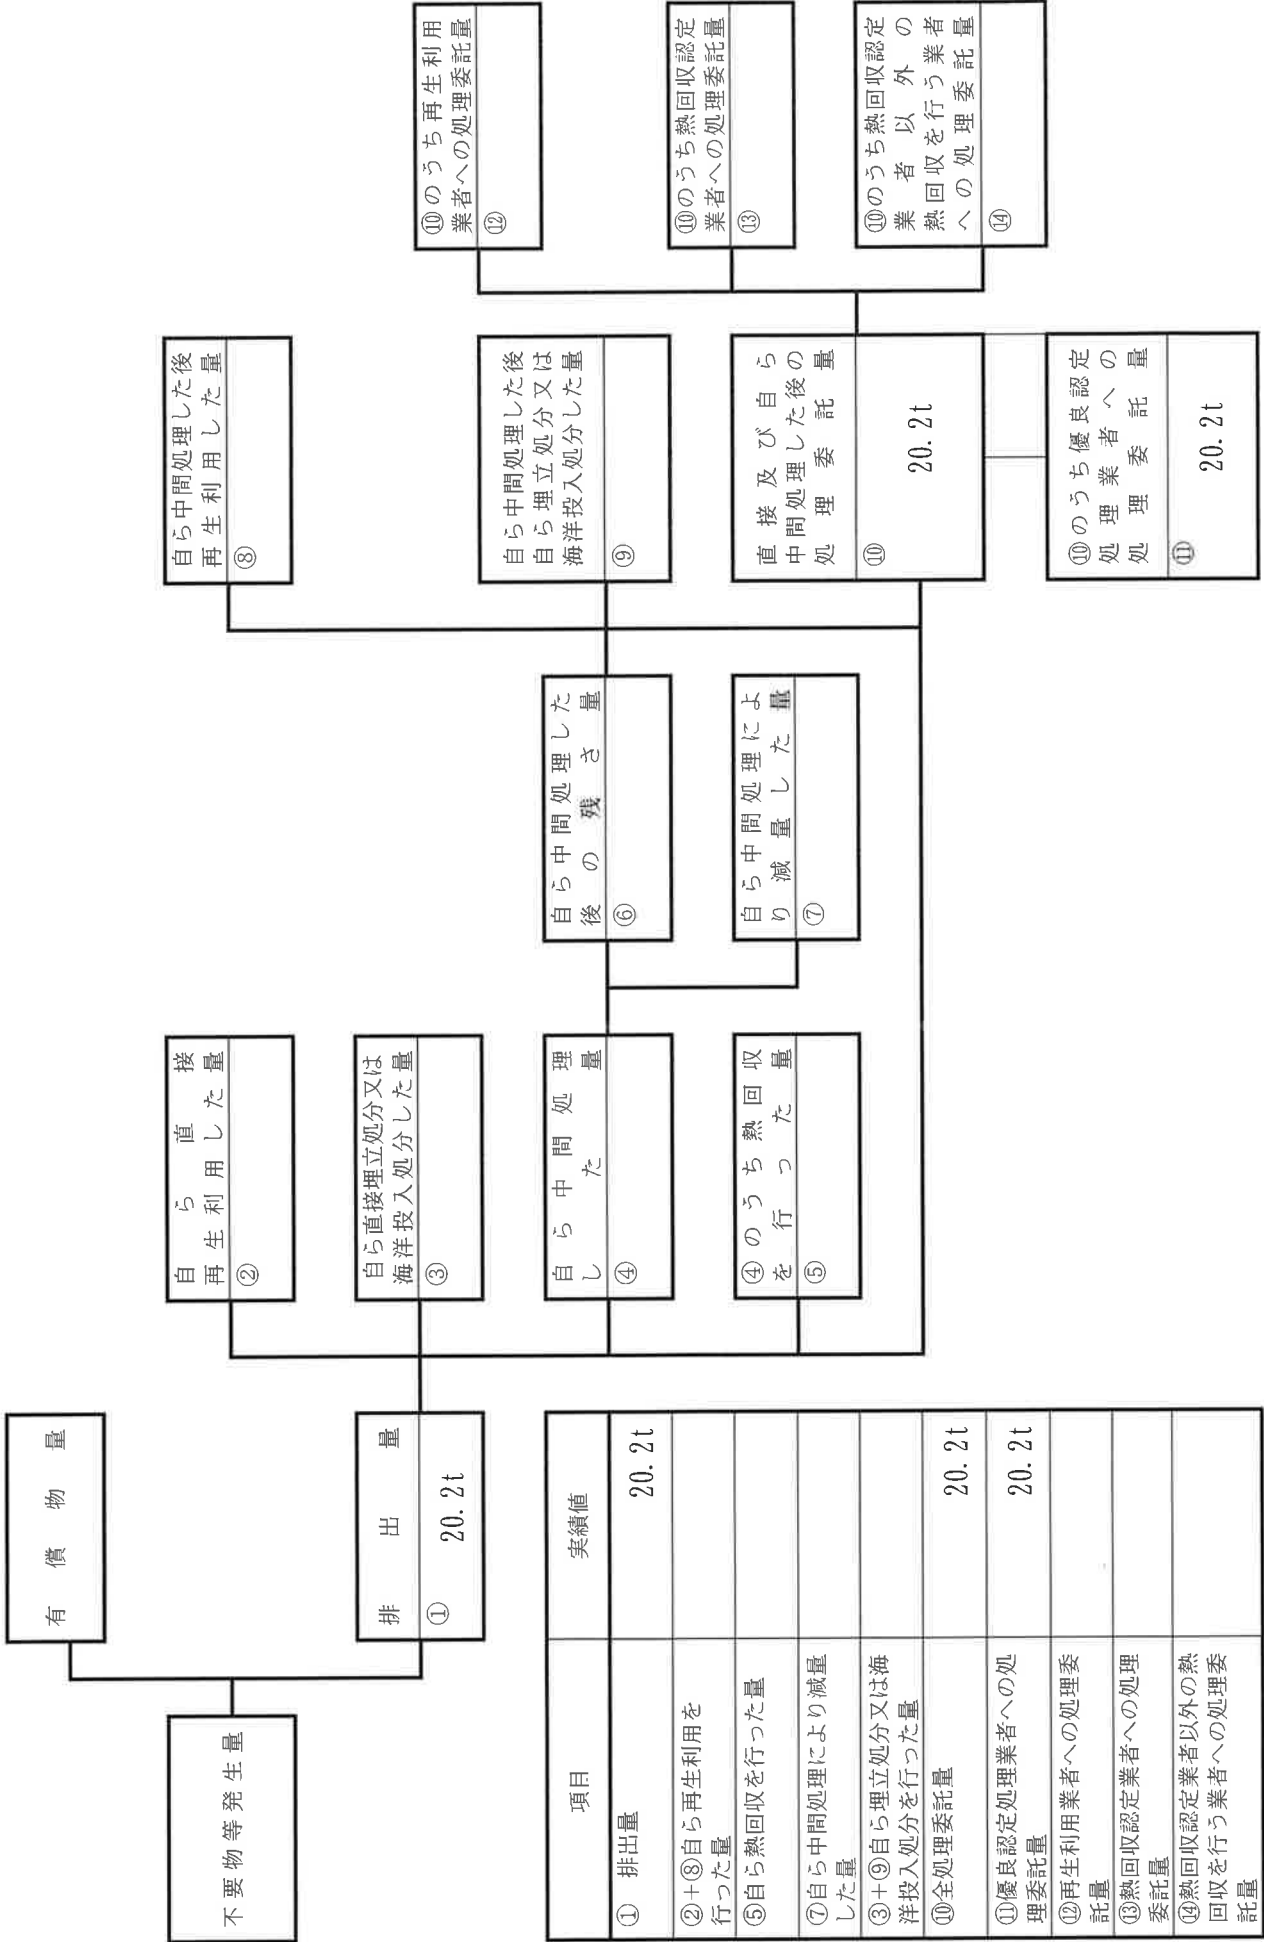 不要物等発生量
有償物量
排出量
① 20.2t
自ら直接
再生利用した量
②
自ら直接埋立処分又は
海洋投入処分した量
③
自ら中間処理
した量
④
④のうち熱回収
を行った量
⑤
自ら中間処理した
後の残さ量
⑥
自ら中間処理によ
り減量した量
⑦
自ら中間処理した後
再生利用した量
⑧
自ら中間処理した後
自ら埋立処分又は
海洋投入処分した量
⑨
直接及び自ら
中間処理した後の
処理委託量
⑩
20.2t
⑩のうち優良認定
処理業者への
処理委託量
⑪
20.2t
⑩のうち再生利用
業者への処理委託量
⑫
⑩のうち熱回収認定
業者への処理委託量
⑬
⑩のうち熱回収認定
業者以外の
熱回収を行う業者
への処理委託量
⑭
項目 実績値
① 排出量 20.2t
②+⑧自ら再生利用を
行った量
⑤自ら熱回収を行った量
⑦自ら中間処理により減量
した量
③+⑨自ら埋立処分又は海
洋投入処分を行った量
⑩全処理委託量 20.2t
⑪優良認定処理業者への処
理委託量 20.2t
⑫再生利用業者への処理委
託量
⑬熱回収認定業者への処理
委託量
⑭熱回収認定業者以外の熱
回収を行う業者への処理委
託量